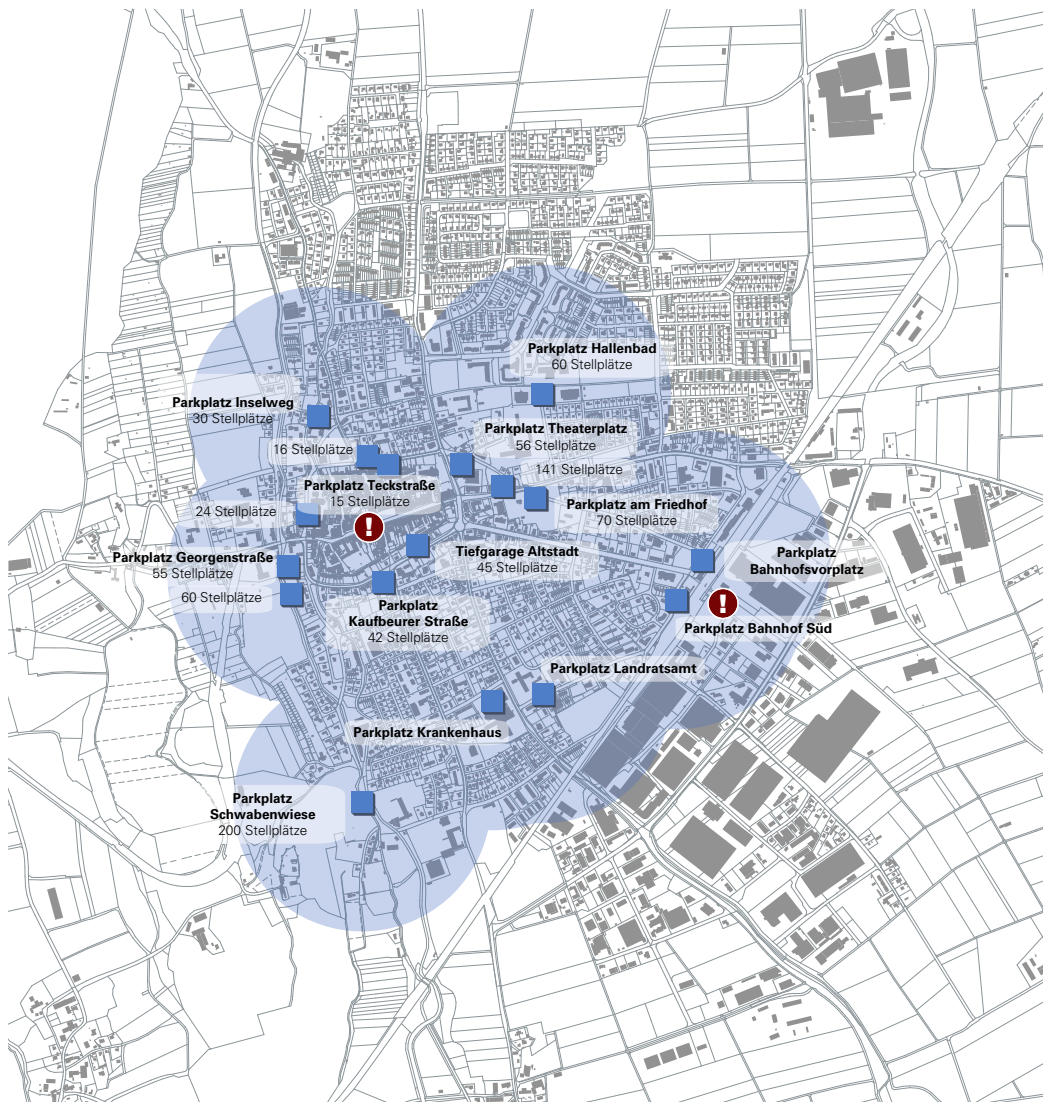 Parkplatz Hallenbad
60 Stellplätze
Parkplatz Inselweg
30 Stellplätze
Parkplatz Theaterplatz
56 Stellplätze
16 Stellplätze
141 Stellplätze
Parkplatz Teckstraße
15 Stellplätze
24 Stellplätze
Parkplatz am Friedhof
70 Stellplätze
!
Parkplatz Georgenstraße
55 Stellplätze
Tiefgarage Altstadt
45 Stellplätze
Parkplatz
Bahnhofsvorplatz
60 Stellplätze
Parkplatz
Kaufbeurer Straße
42 Stellplätze
!
Parkplatz Bahnhof Süd
Parkplatz Landratsamt
Parkplatz Krankenhaus
Parkplatz
Schwabenwiese
200 Stellplätze